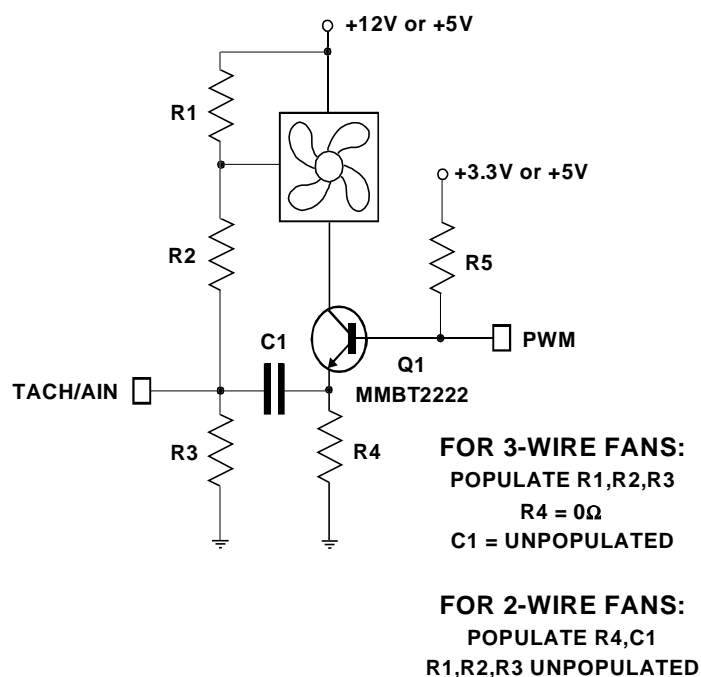 +12V or +5V
R1
+3.3V or +5V
R2
R5
C1
PWM
Q1
MMBT2222
TACH/AIN
R3
R4
FOR 3-WIRE FANS:
POPULATE R1,R2,R3
R4 = 0Ω
C1 = UNPOPULATED
FOR 2-WIRE FANS:
POPULATE R4,C1
R1,R2,R3 UNPOPULATED